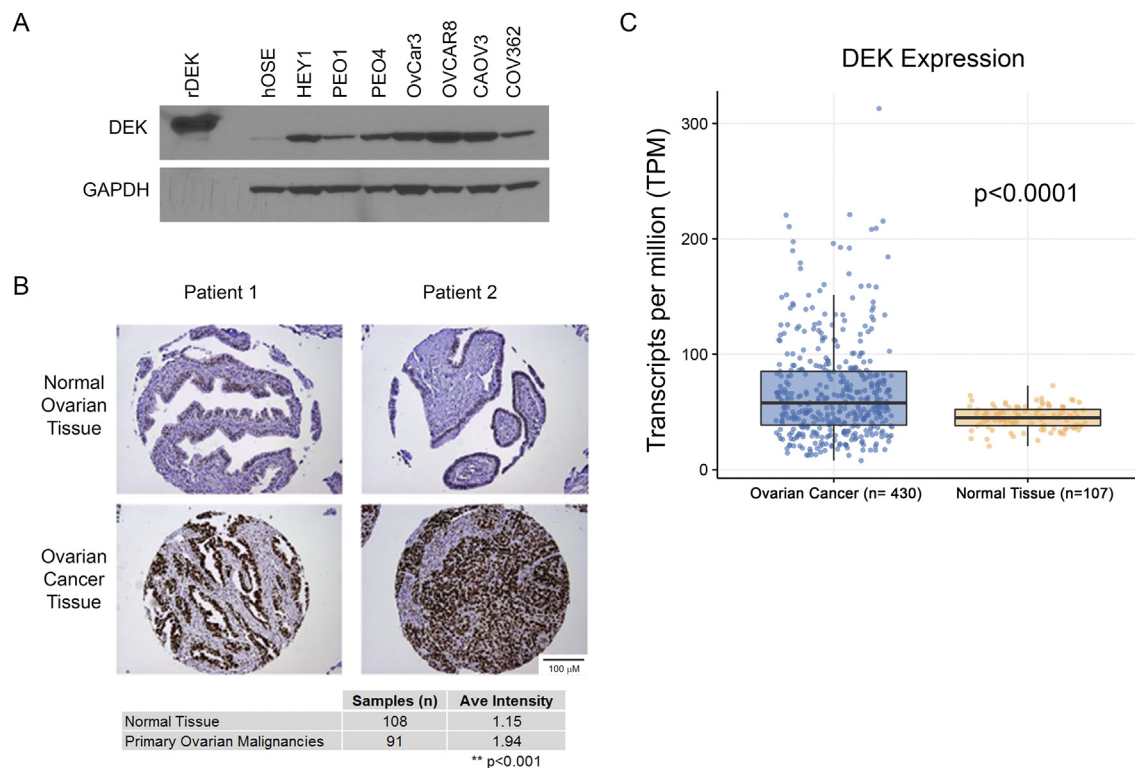 A
rDEK
hOSE
HEY1
PEO1
PEO4
OvCar3
OVCAR8
CAOV3
COV362
DEK
GAPDH
B
Patient 1 Patient 2
Normal
Ovarian
Tissue
Ovarian
Cancer
Tissue
100 µM
Samples (n) Ave Intensity
Normal Tissue 108 1.15
Primary Ovarian Malignancies 91 1.94
** p<0.001
C
DEK Expression
Transcripts per million (TPM)
300
200
100
0
p<0.0001
Ovarian Cancer (n= 430) Normal Tissue (n=107)